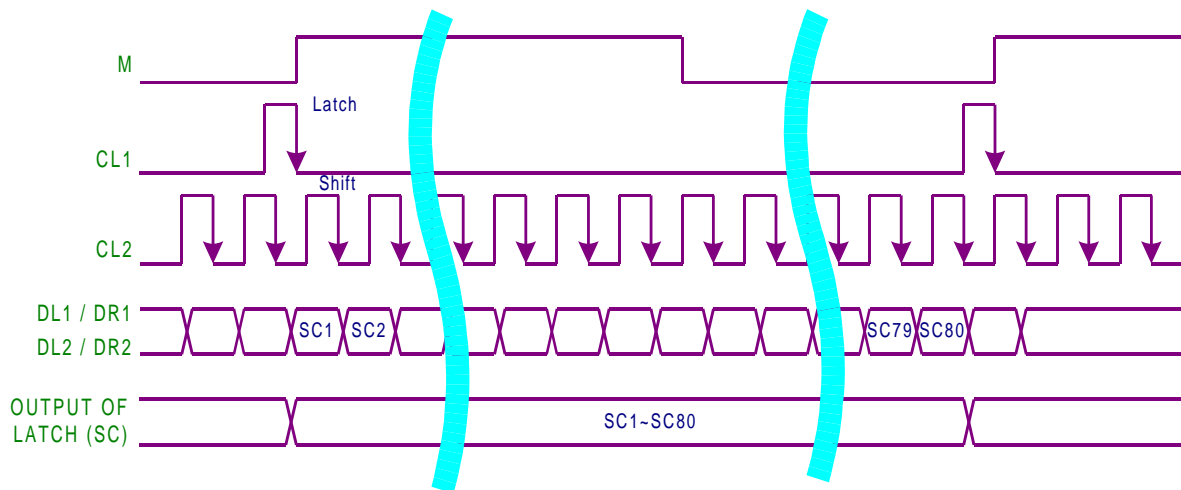 M
Latch
CL1
Shift
CL2
DL1 / DR1
SC1 SC2 SC79 SC80
DL2 / DR2
OUTPUT OF
LATCH (SC)
SC1~SC80